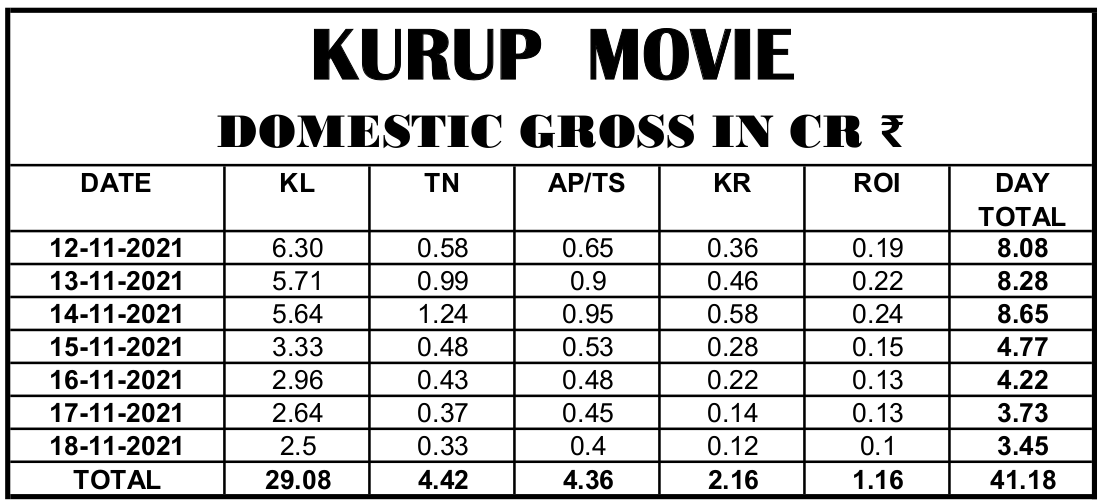 KURUP MOVIE
DOMESTIC GROSS IN CR ₹
DATE KL TN AP/TS KR ROI DAY TOTAL
12-11-2021 6.30 0.58 0.65 0.36 0.19 8.08
13-11-2021 5.71 0.99 0.9 0.46 0.22 8.28
14-11-2021 5.64 1.24 0.95 0.58 0.24 8.65
15-11-2021 3.33 0.48 0.53 0.28 0.15 4.77
16-11-2021 2.96 0.43 0.48 0.22 0.13 4.22
17-11-2021 2.64 0.37 0.45 0.14 0.13 3.73
18-11-2021 2.5 0.33 0.4 0.12 0.1 3.45
TOTAL 29.08 4.42 4.36 2.16 1.16 41.18